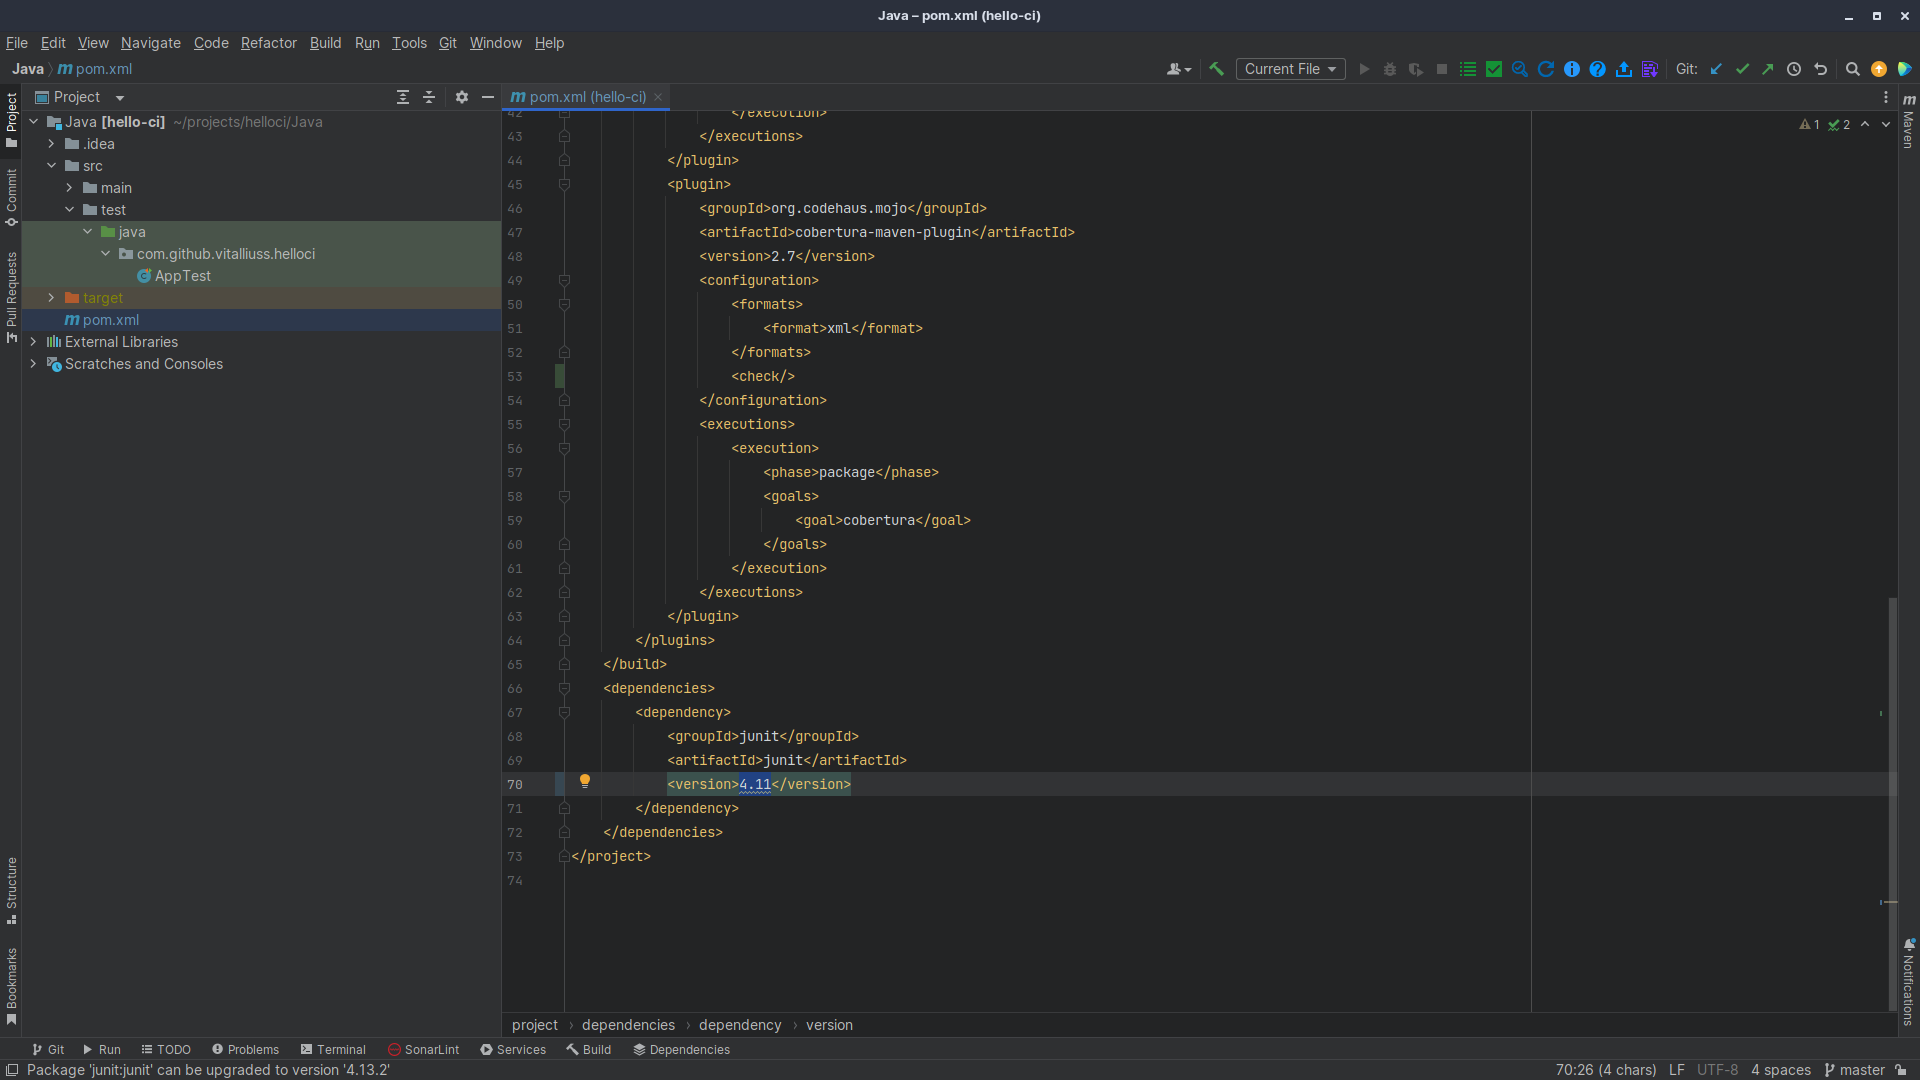 Java – pom.xml (hello-ci)
File Edit View Navigate Code Refactor Build Run Tools Git Window Help
Java pom.xml
Current File
Git:
Project
pom.xml (hello-ci)
Java [hello-ci] ~/projects/helloci/Java
.idea
src
main
test
java
com.github.vitalliuss.helloci
AppTest
target
pom.xml
External Libraries
Scratches and Consoles
Project
Commit
Pull Requests
Structure
Bookmarks
1 2
42 </execution>
43 </executions>
44 </plugin>
45 <plugin>
46 <groupId>org.codehaus.mojo</groupId>
47 <artifactId>cobertura-maven-plugin</artifactId>
48 <version>2.7</version>
49 <configuration>
50 <formats>
51 <format>xml</format>
52 </formats>
53 <check/>
54 </configuration>
55 <executions>
56 <execution>
57 <phase>package</phase>
58 <goals>
59 <goal>cobertura</goal>
60 </goals>
61 </execution>
62 </executions>
63 </plugin>
64 </plugins>
65 </build>
66 <dependencies>
67 <dependency>
68 <groupId>junit</groupId>
69 <artifactId>junit</artifactId>
70 <version>4.11</version>
71 </dependency>
72 </dependencies>
73 </project>
74
Maven
Notifications
project › dependencies › dependency › version
Git Run TODO Problems Terminal SonarLint Services Build Dependencies
Package 'junit:junit' can be upgraded to version '4.13.2'
70:26 (4 chars) LF UTF-8 4 spaces master